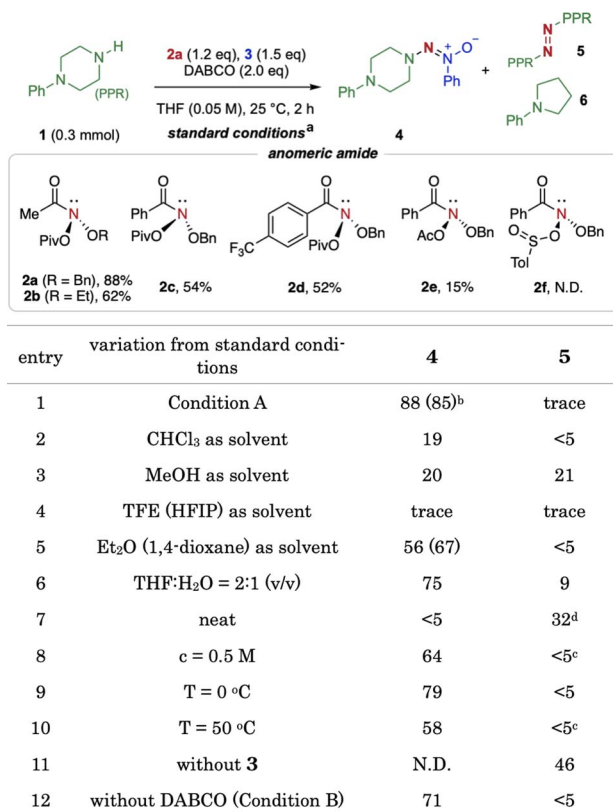 N H
2a (1.2 eq), 3 (1.5 eq)
DABCO (2.0 eq)
THF (0.05 M), 25 °C, 2 h
standard conditionsᵃ
Ph N (PPR)
1 (0.3 mmol)
N N N⁺ O⁻
Ph N Ph
4
+
PPR
N
N
PPR
5
N
Ph
6
anomeric amide
O Me N OR PivO
2a (R = Bn), 88%
2b (R = Et), 62%
O Ph N OBn PivO
2c, 54%
O F₃C N OBn PivO
2d, 52%
O Ph N OBn AcO
2e, 15%
O Ph N OBn O S O Tol
2f, N.D.
entry variation from standard condi-
tions 4 5
1 Condition A 88 (85)ᵇ trace
2 CHCl₃ as solvent 19 <5
3 MeOH as solvent 20 21
4 TFE (HFIP) as solvent trace trace
5 Et₂O (1,4-dioxane) as solvent 56 (67) <5
6 THF:H₂O = 2:1 (v/v) 75 9
7 neat <5 32ᵈ
8 c = 0.5 M 64 <5ᶜ
9 T = 0 ºC 79 <5
10 T = 50 ºC 58 <5ᶜ
11 without 3 N.D. 46
12 without DABCO (Condition B) 71 <5